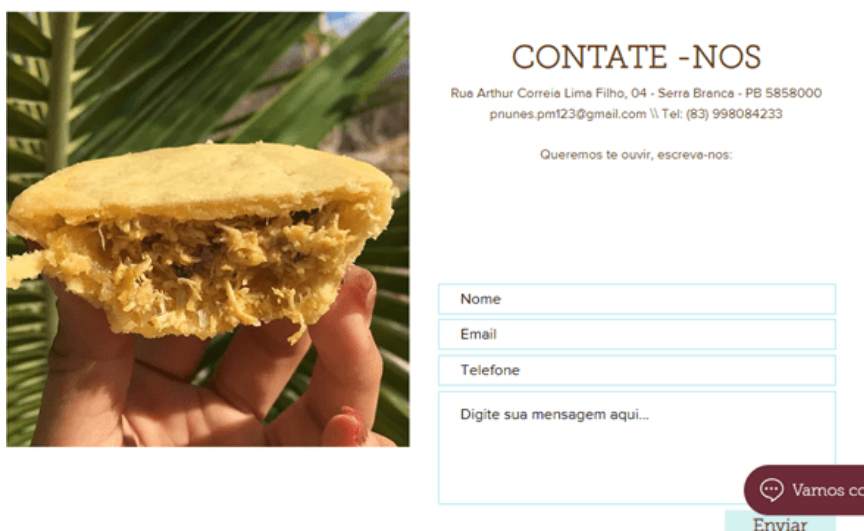 CONTATE -NOS
Rua Arthur Correia Lima Filho, 04 - Serra Branca - PB 5858000
pnunes.pm123@gmail.com \\ Tel: (83) 998084233
Queremos te ouvir, escreva-nos:
Nome
Email
Telefone
Digite sua mensagem aqui...
Vamos co
Enviar